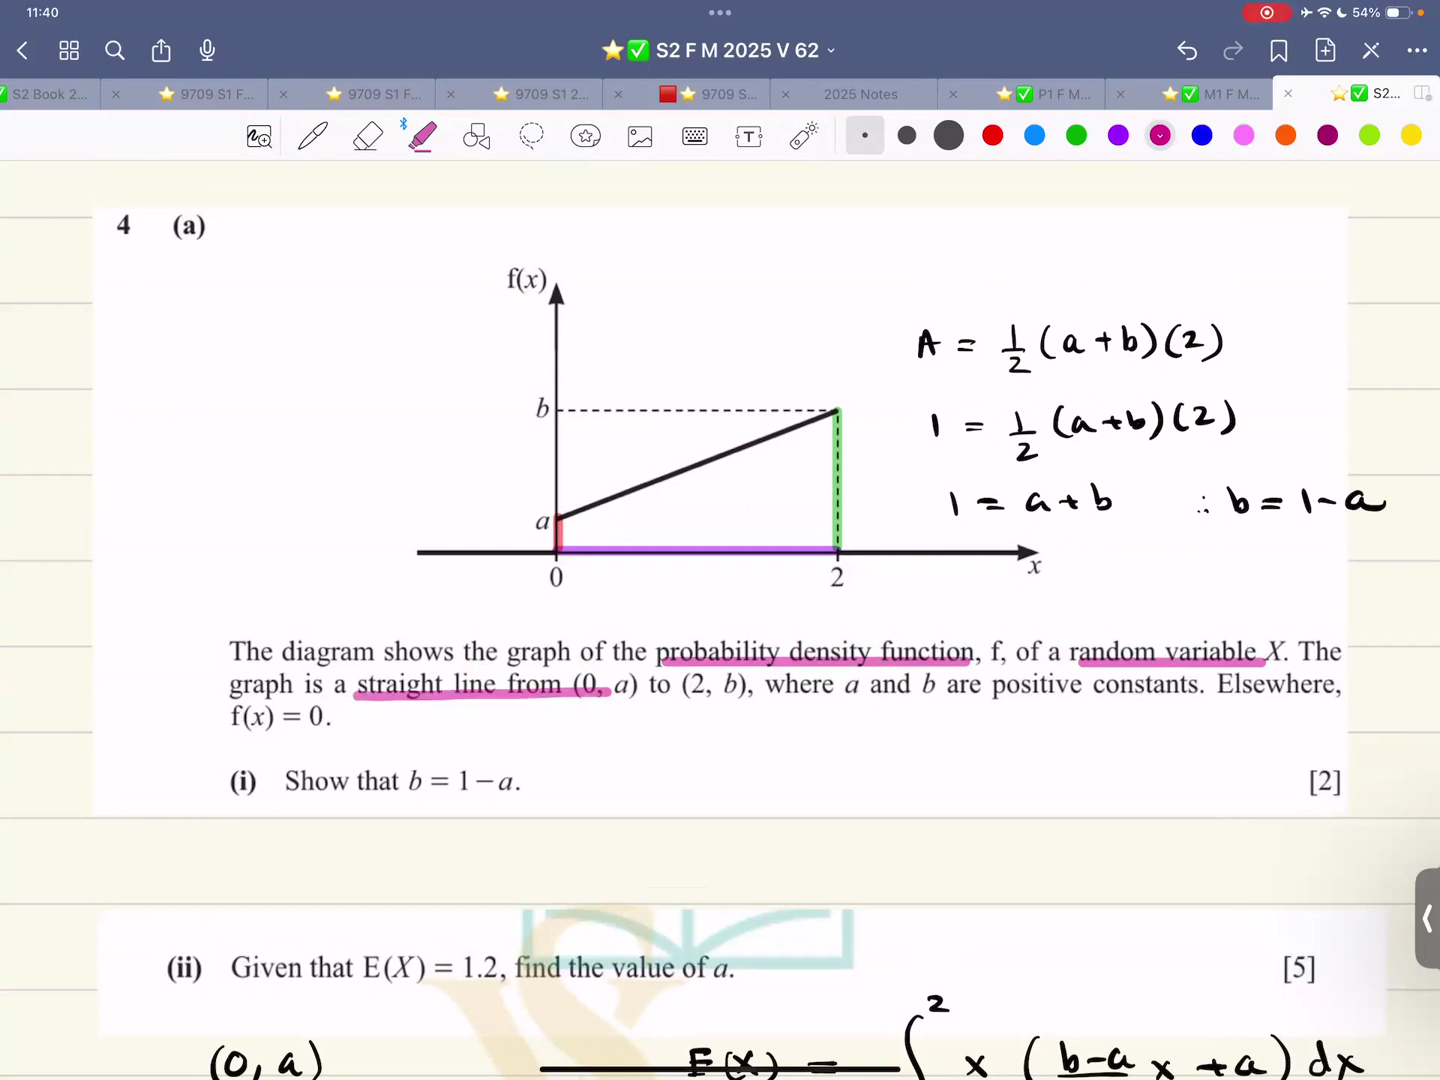 11:40
54%
S2 F M 2025 V 62
S2 Book 2...
9709 S1 F...
9709 S1 F...
9709 S1 2...
9709 S...
2025 Notes
P1 F M...
M1 F M...
S2...
4 (a)
f(x)
b
a
0
2
x
A = 1/2 (a + b)(2)
1 = 1/2 (a + b)(2)
1 = a + b ∴ b = 1 - a
The diagram shows the graph of the probability density function, f, of a random variable X. The
graph is a straight line from (0, a) to (2, b), where a and b are positive constants. Elsewhere,
f(x) = 0.
(i) Show that b = 1 − a. [2]
(ii) Given that E(X) = 1.2, find the value of a. [5]
(0, a)
E(X) = ∫² x (b-a x + a) dx